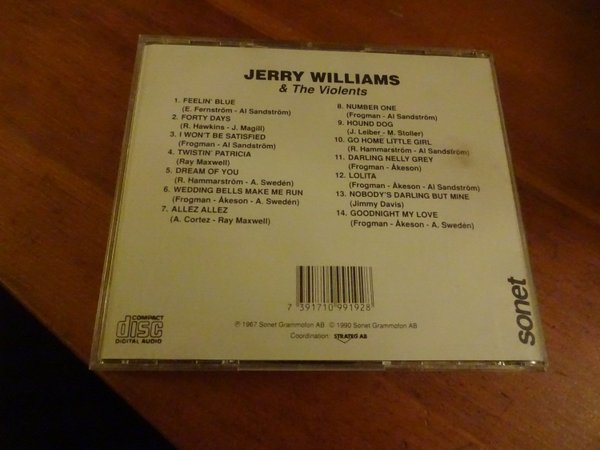 JERRY WILLIAMS
& The Violents
1. FEELIN' BLUE
(E. Fernström - Al Sandström)
2. FORTY DAYS
(R. Hawkins - J. Magill)
3. I WON'T BE SATISFIED
(Frogman - Al Sandström)
4. TWISTIN' PATRICIA
(Ray Maxwell)
5. DREAM OF YOU
(R. Hammarström - A. Swedén)
6. WEDDING BELLS MAKE ME RUN
(Frogman - Åkeson - A. Swedén)
7. ALLEZ ALLEZ
(A. Cortez - Ray Maxwell)
8. NUMBER ONE
(Frogman - Al Sandström)
9. HOUND DOG
(J. Leiber - M. Stoller)
10. GO HOME LITTLE GIRL
(R. Hammarström - Al Sandström)
11. DARLING NELLY GREY
(Frogman - Åkeson)
12. LOLITA
(Frogman - Åkeson - Al Sandström)
13. NOBODY'S DARLING BUT MINE
(Jimmy Davis)
14. GOODNIGHT MY LOVE
(Frogman - Åkeson - A. Swedén)
7 391710 991928
COMPACT
disc
DIGITAL AUDIO
℗ 1967 Sonet Grammofon AB © 1990 Sonet Grammofon AB
Coordination: STRATEG AB
sonet